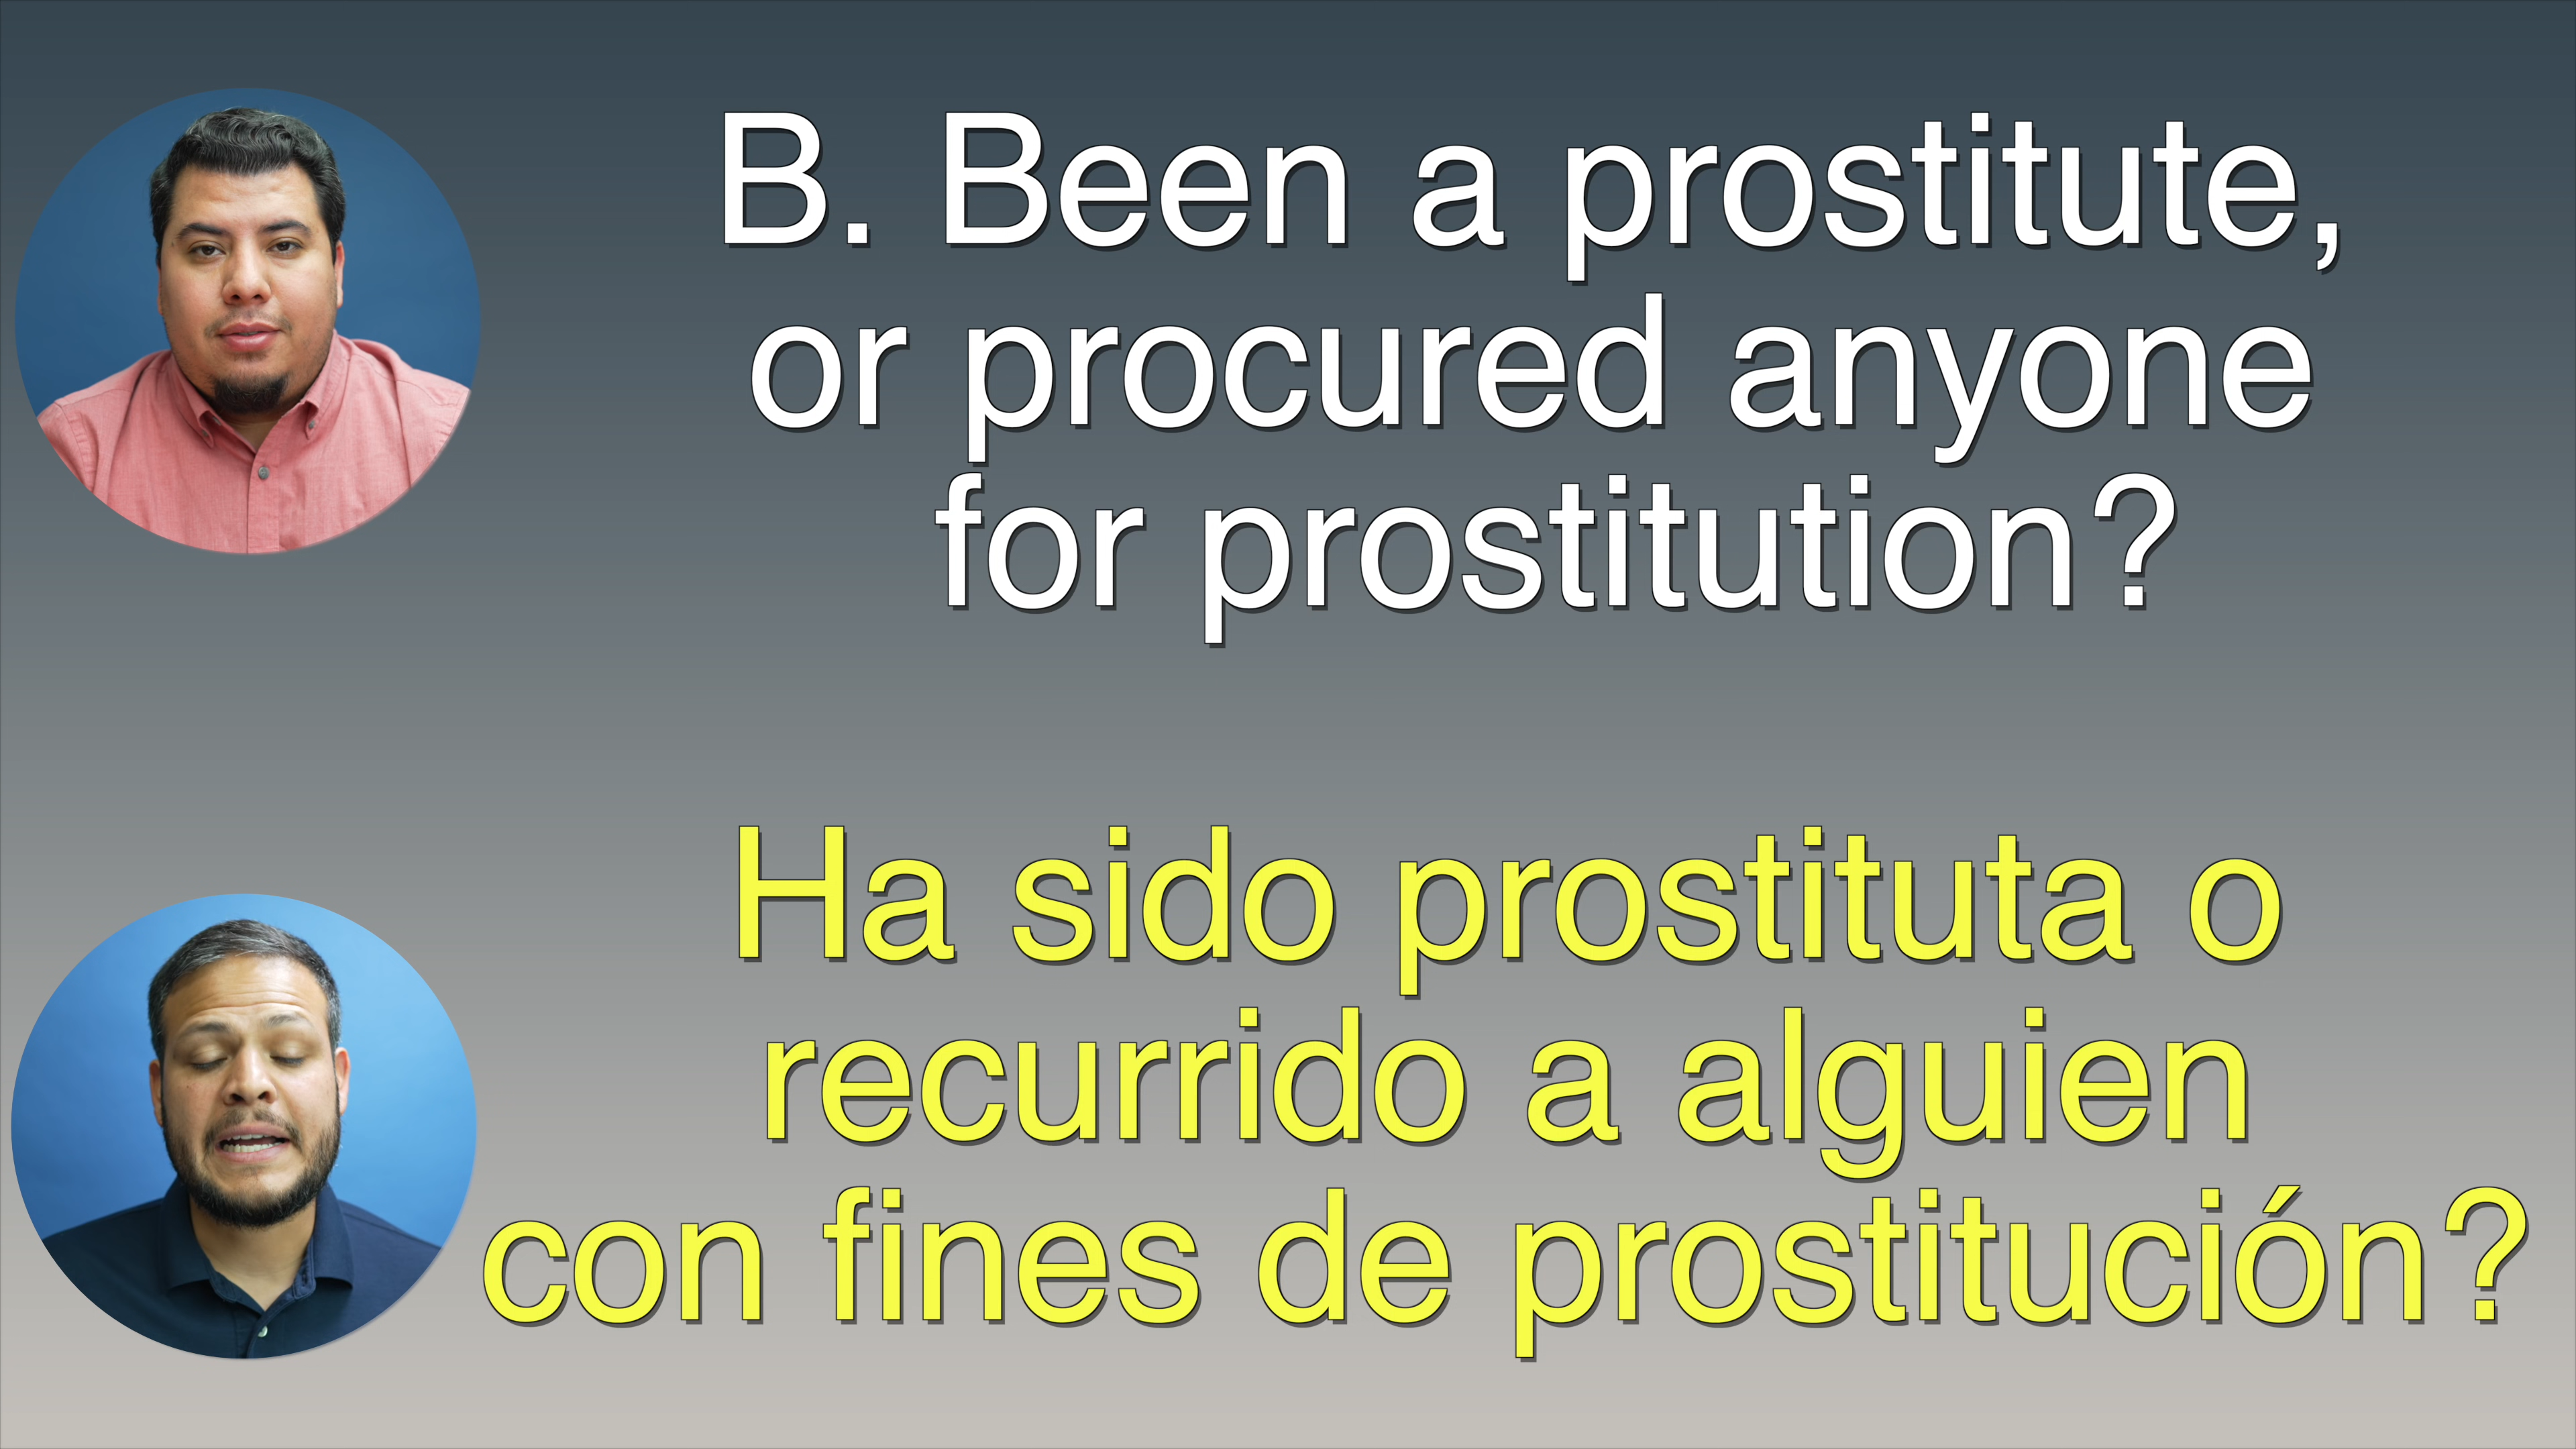 B. Been a prostitute,
or procured anyone
for prostitution?
Ha sido prostituta o
recurrido a alguien
con fines de prostitución?